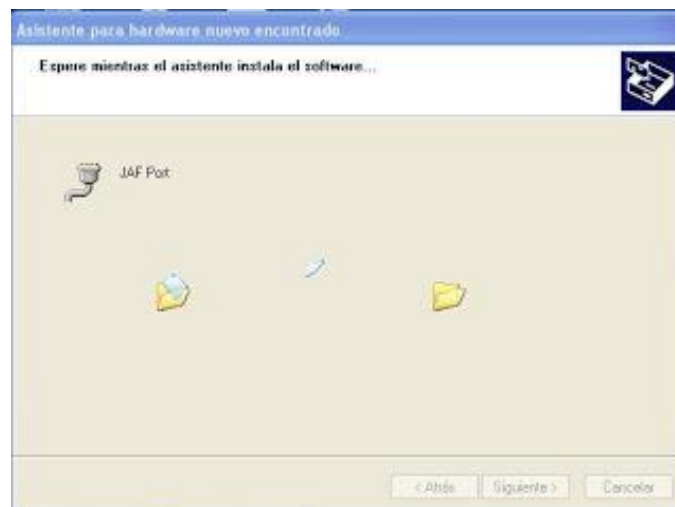 Asistente para hardware nuevo encontrado
Espere mientras el asistente instala el software...
JAF Port
< Atrás
Siguiente >
Cancelar